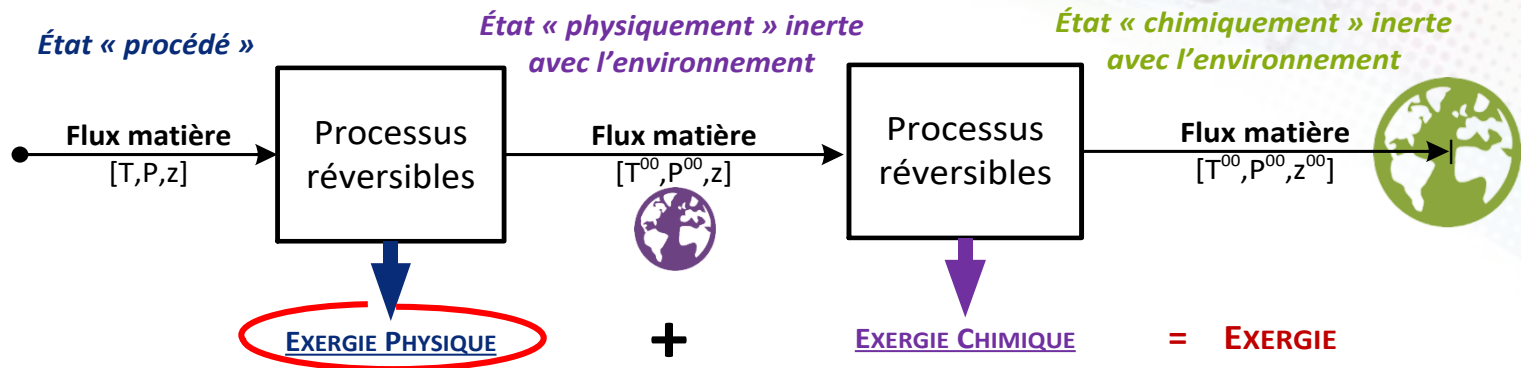 État « procédé »
État « physiquement » inerte
avec l’environnement
État « chimiquement » inerte
avec l’environnement
Flux matière
[T,P,z]
Processus
réversibles
Flux matière
[T⁰⁰,P⁰⁰,z]
Processus
réversibles
Flux matière
[T⁰⁰,P⁰⁰,z⁰⁰]
EXERGIE PHYSIQUE + EXERGIE CHIMIQUE = EXERGIE